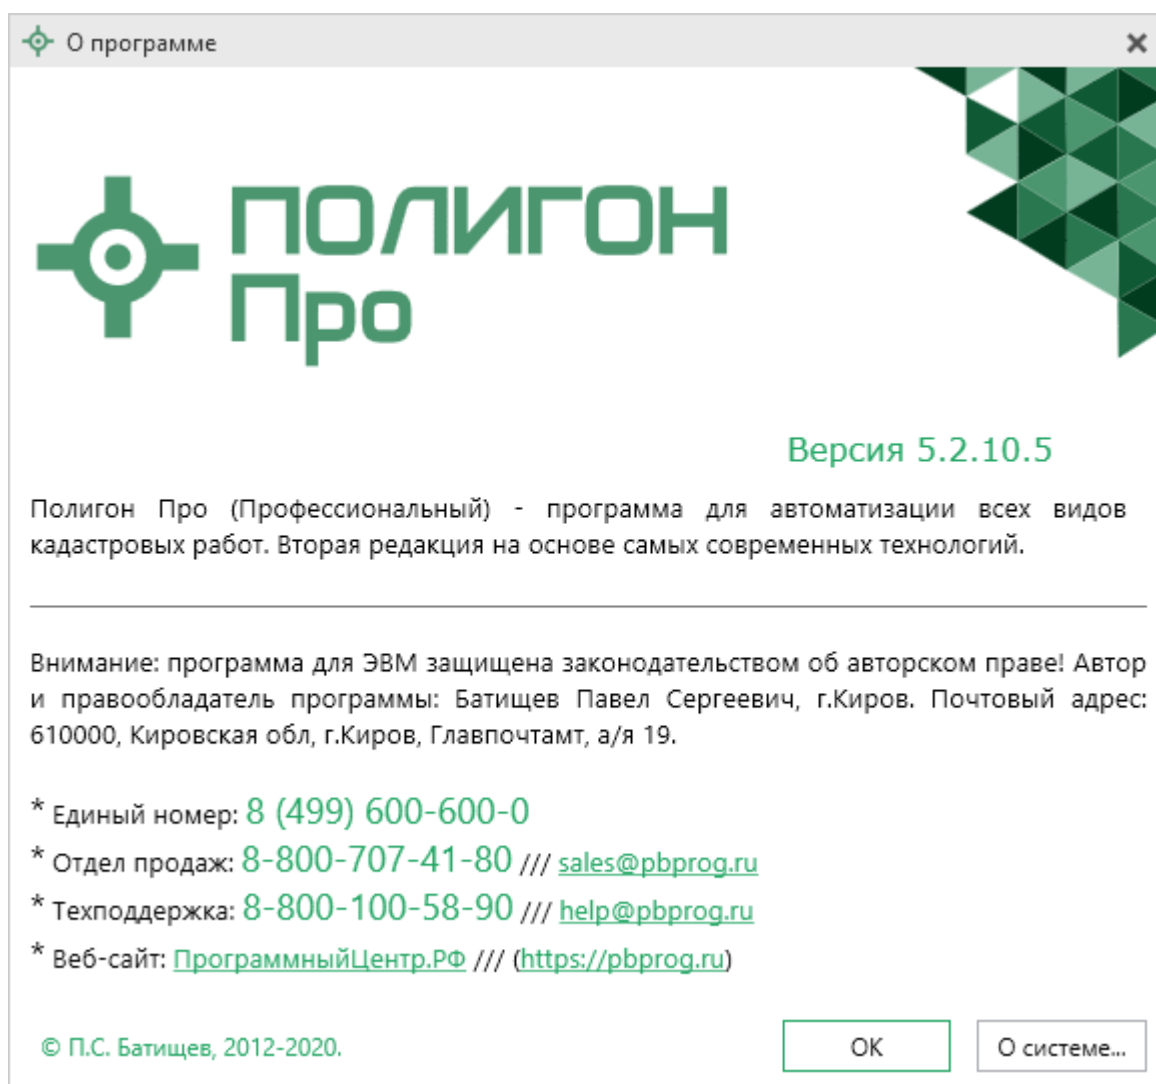 О программе
ПОЛИГОН
Про
Версия 5.2.10.5
Полигон Про (Профессиональный) - программа для автоматизации всех видов
кадастровых работ. Вторая редакция на основе самых современных технологий.
Внимание: программа для ЭВМ защищена законодательством об авторском праве! Автор
и правообладатель программы: Батищев Павел Сергеевич, г.Киров. Почтовый адрес:
610000, Кировская обл, г.Киров, Главпочтамт, а/я 19.
* Единый номер: 8 (499) 600-600-0
* Отдел продаж: 8-800-707-41-80 /// sales@pbprog.ru
* Техподдержка: 8-800-100-58-90 /// help@pbprog.ru
* Веб-сайт: ПрограммныйЦентр.РФ /// (https://pbprog.ru)
© П.С. Батищев, 2012-2020.
ОК
О системе...